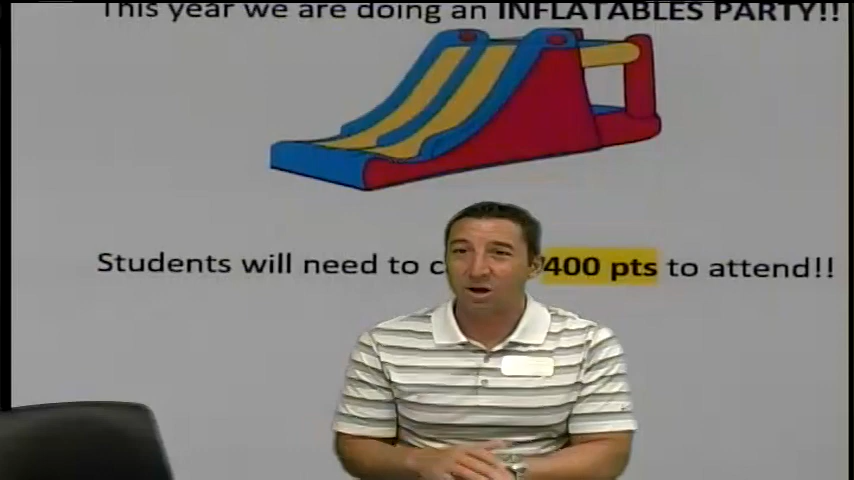 This year we are doing an INFLATABLES PARTY!!
Students will need to c 400 pts to attend!!